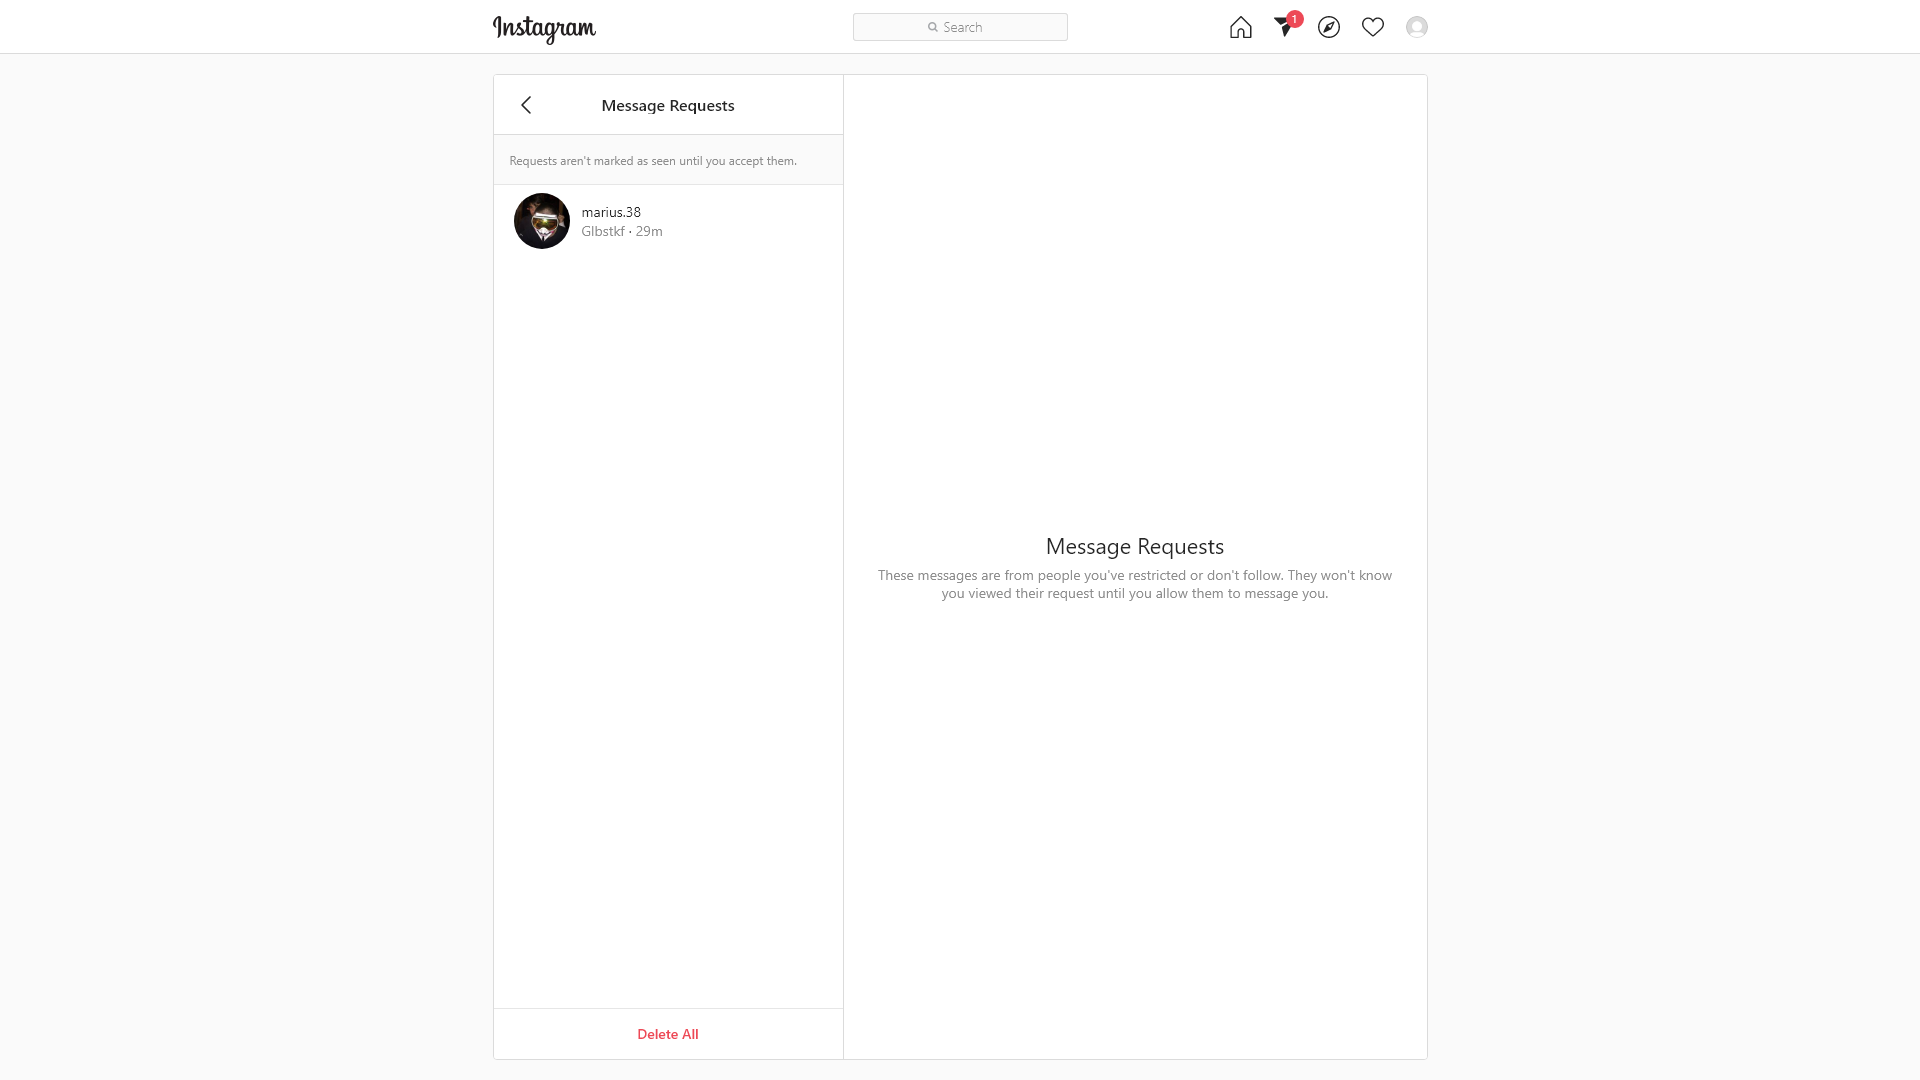 Instagram
Search
1
Message Requests
Requests aren't marked as seen until you accept them.
marius.38
Glbstkf · 29m
Message Requests
These messages are from people you've restricted or don't follow. They won't know
you viewed their request until you allow them to message you.
Delete All